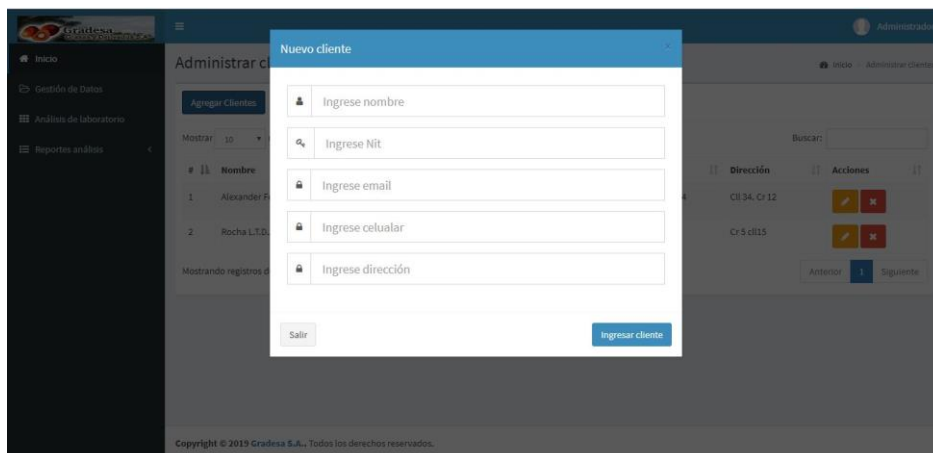 Gradesa
Administrador
Nuevo cliente
×
Inicio
Administrar cl
Inicio
Administrar cliente
Gestión de Datos
Agregar Clientes
Ingrese nombre
Análisis de laboratorio
Mostrar 10
Ingrese Nit
Buscar:
Reportes análisis
# Nombre
Dirección
Acciones
Ingrese email
1 Alexander F
4
Cll 34. Cr 12
Ingrese celualar
2 Rocha L.T.D.
Cr 5 cll15
Ingrese dirección
Mostrando registros d
Anterior 1 Siguiente
Salir
Ingresar cliente
Copyright © 2019 Gradesa S.A.. Todos los derechos reservados.